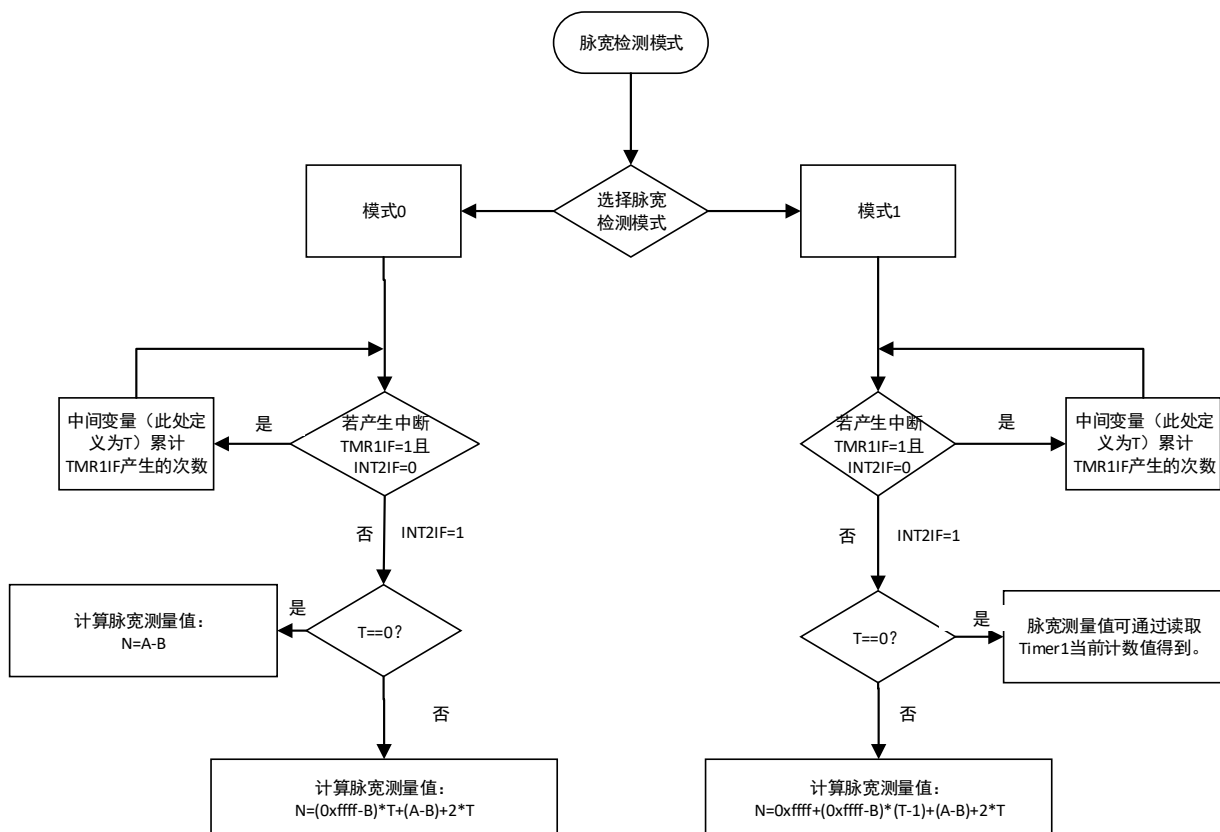 脉宽检测模式
选择脉宽
检测模式
模式0
模式1
中间变量（此处定
义为T）累计
TMR1IF产生的次数
是
若产生中断
TMR1IF=1且
INT2IF=0
若产生中断
TMR1IF=1且
INT2IF=0
是
中间变量（此处定
义为T）累计
TMR1IF产生的次数
否
INT2IF=1
否
INT2IF=1
计算脉宽测量值：
N=A-B
是
T==0？
T==0？
是
脉宽测量值可通过读取
Timer1当前计数值得到。
否
否
计算脉宽测量值：
N=(0xffff-B)*T+(A-B)+2*T
计算脉宽测量值：
N=0xffff+(0xffff-B)*(T-1)+(A-B)+2*T